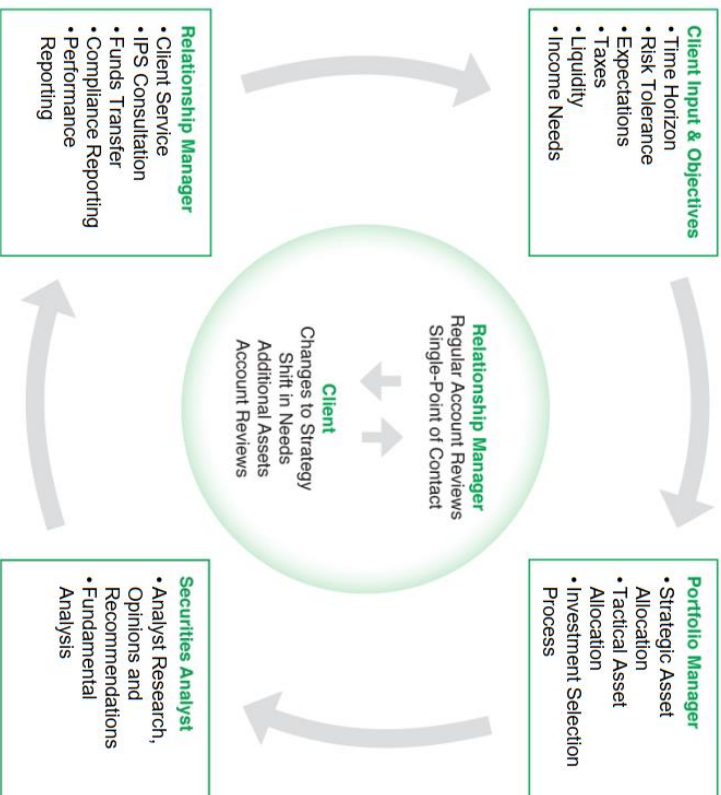 Client Input & Objectives
• Time Horizon
• Risk Tolerance
• Expectations
• Taxes
• Liquidity
• Income Needs
Portfolio Manager
• Strategic Asset
Allocation
• Tactical Asset
Allocation
• Investment Selection
Process
Relationship Manager
Regular Account Reviews
Single-Point of Contact
Client
Changes to Strategy
Shift in Needs
Additional Assets
Account Reviews
Relationship Manager
• Client Service
• IPS Consultation
• Funds Transfer
• Compliance Reporting
• Performance
Reporting
Securities Analyst
• Analyst Research,
Opinions and
Recommendations
• Fundamental
Analysis